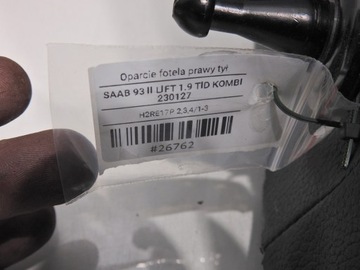 Oparcie fotela prawy tył
SAAB 93 II LIFT 1.9 TID KOMBI
230127
H2RE17P 2,3,4/1-3
#26762